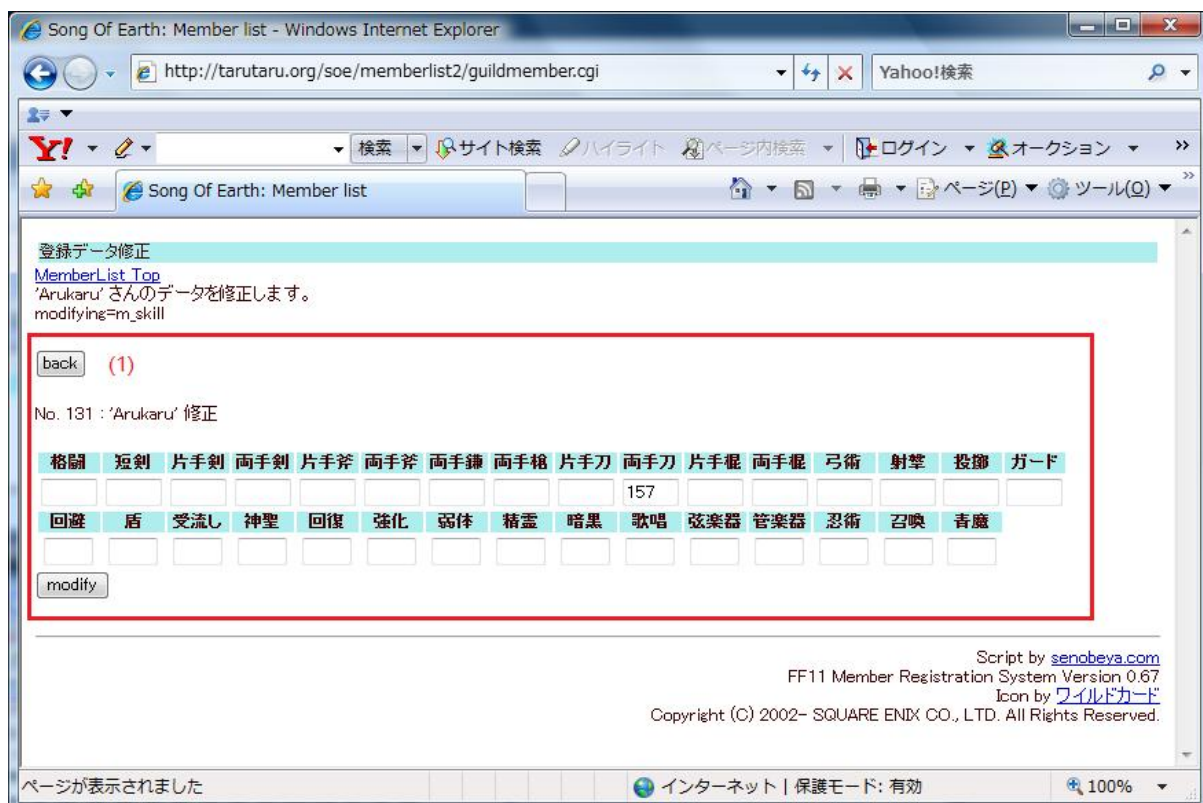 Song Of Earth: Member list - Windows Internet Explorer
http://tarutaru.org/soe/memberlist2/guildmember.cgi Yahoo!検索
Y! 検索 サイト検索 ハイライト ページ内検索 ログイン オークション »
Song Of Earth: Member list ページ(P) ツール(O) »
登録データ修正
MemberList Top
'Arukaru' さんのデータを修正します。
modifying=m_skill
back (1)
No. 131 : 'Arukaru' 修正
格闘 短剣 片手剣 両手剣 片手斧 両手斧 両手鎌 両手槍 片手刀 両手刀 片手棍 両手棍 弓術 射撃 投擲 ガード
157
回避 盾 受流し 神聖 回復 強化 弱体 精霊 暗黒 歌唱 弦楽器 管楽器 忍術 召喚 青魔
modify
Script by senobeya.com
FF11 Member Registration System Version 0.67
Icon by ワイルドカード
Copyright (C) 2002- SQUARE ENIX CO., LTD. All Rights Reserved.
ページが表示されました インターネット | 保護モード: 有効 100%